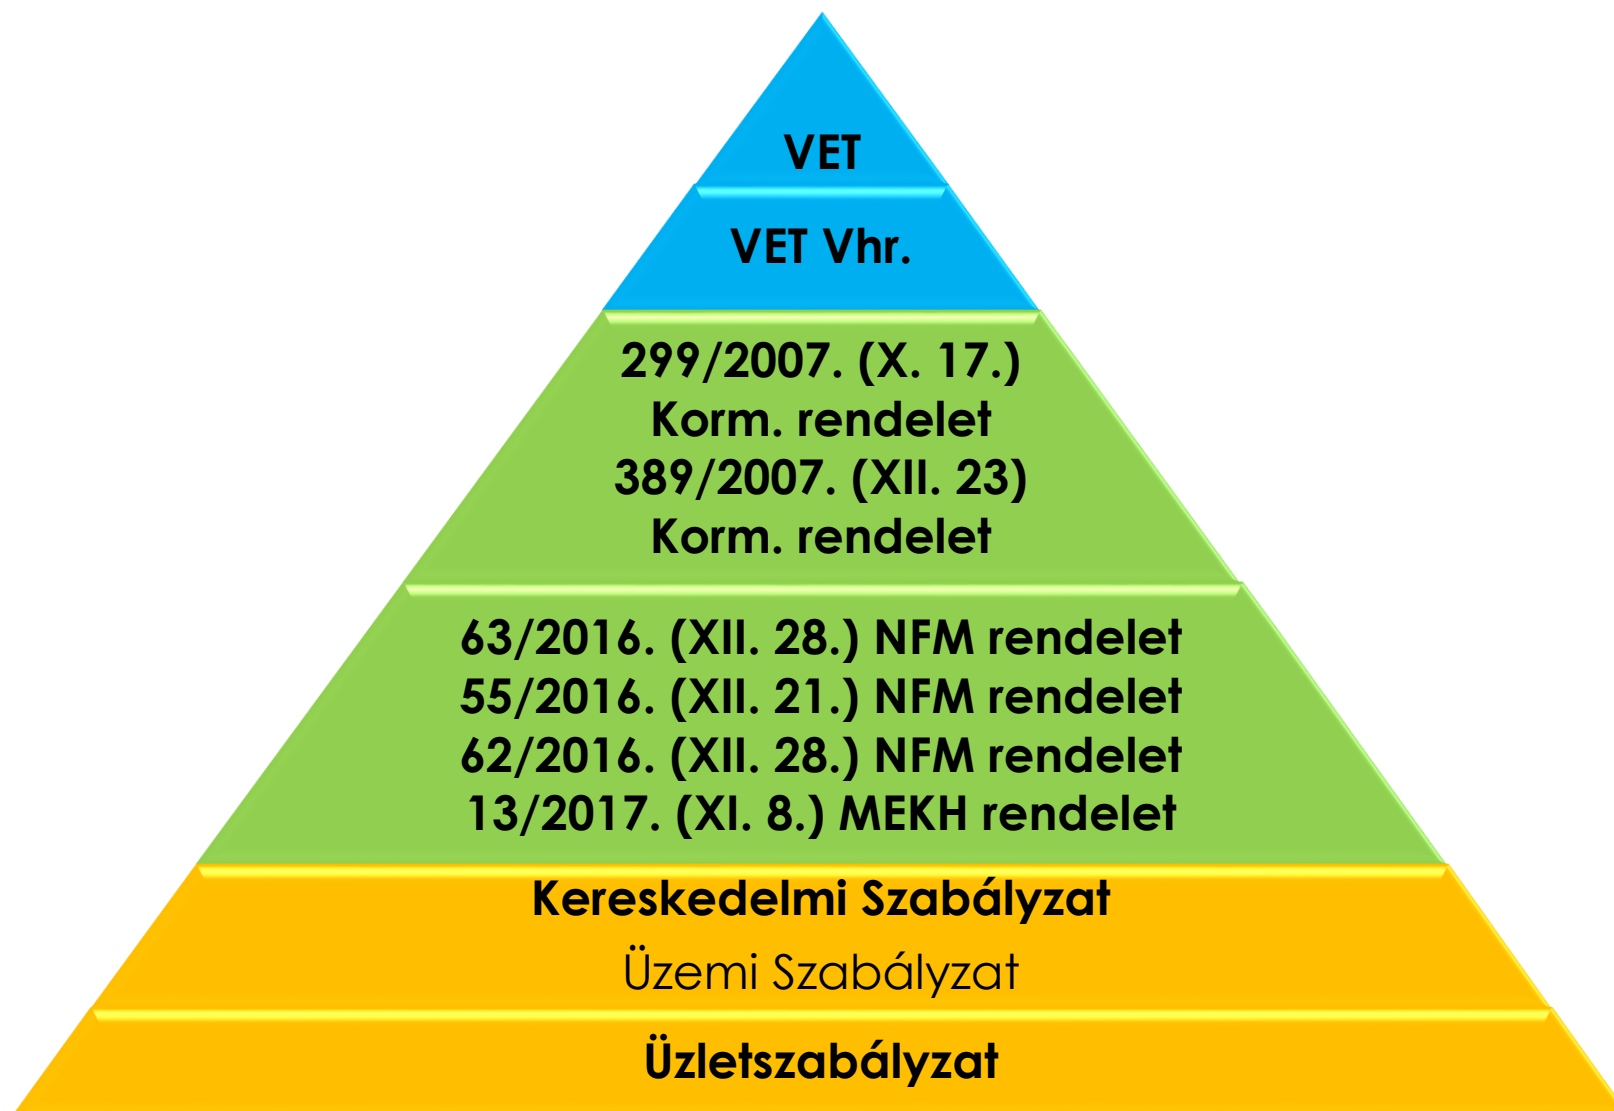 VET
VET Vhr.
299/2007. (X. 17.)
Korm. rendelet
389/2007. (XII. 23)
Korm. rendelet
63/2016. (XII. 28.) NFM rendelet
55/2016. (XII. 21.) NFM rendelet
62/2016. (XII. 28.) NFM rendelet
13/2017. (XI. 8.) MEKH rendelet
Kereskedelmi Szabályzat
Üzemi Szabályzat
Üzletszabályzat